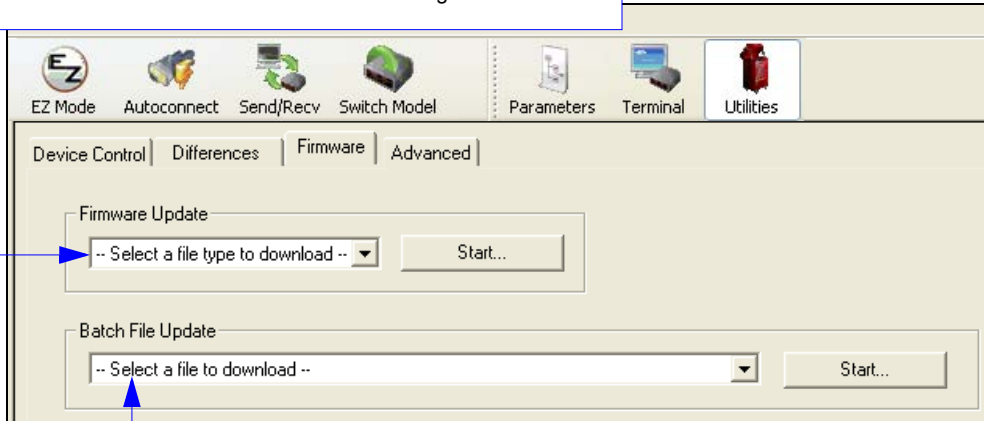 EZ
EZ Mode Autoconnect Send/Recv Switch Model Parameters Terminal Utilities
Device Control Differences Firmware Advanced
Firmware Update
-- Select a file type to download -- Start...
Batch File Update
-- Select a file to download -- Start...